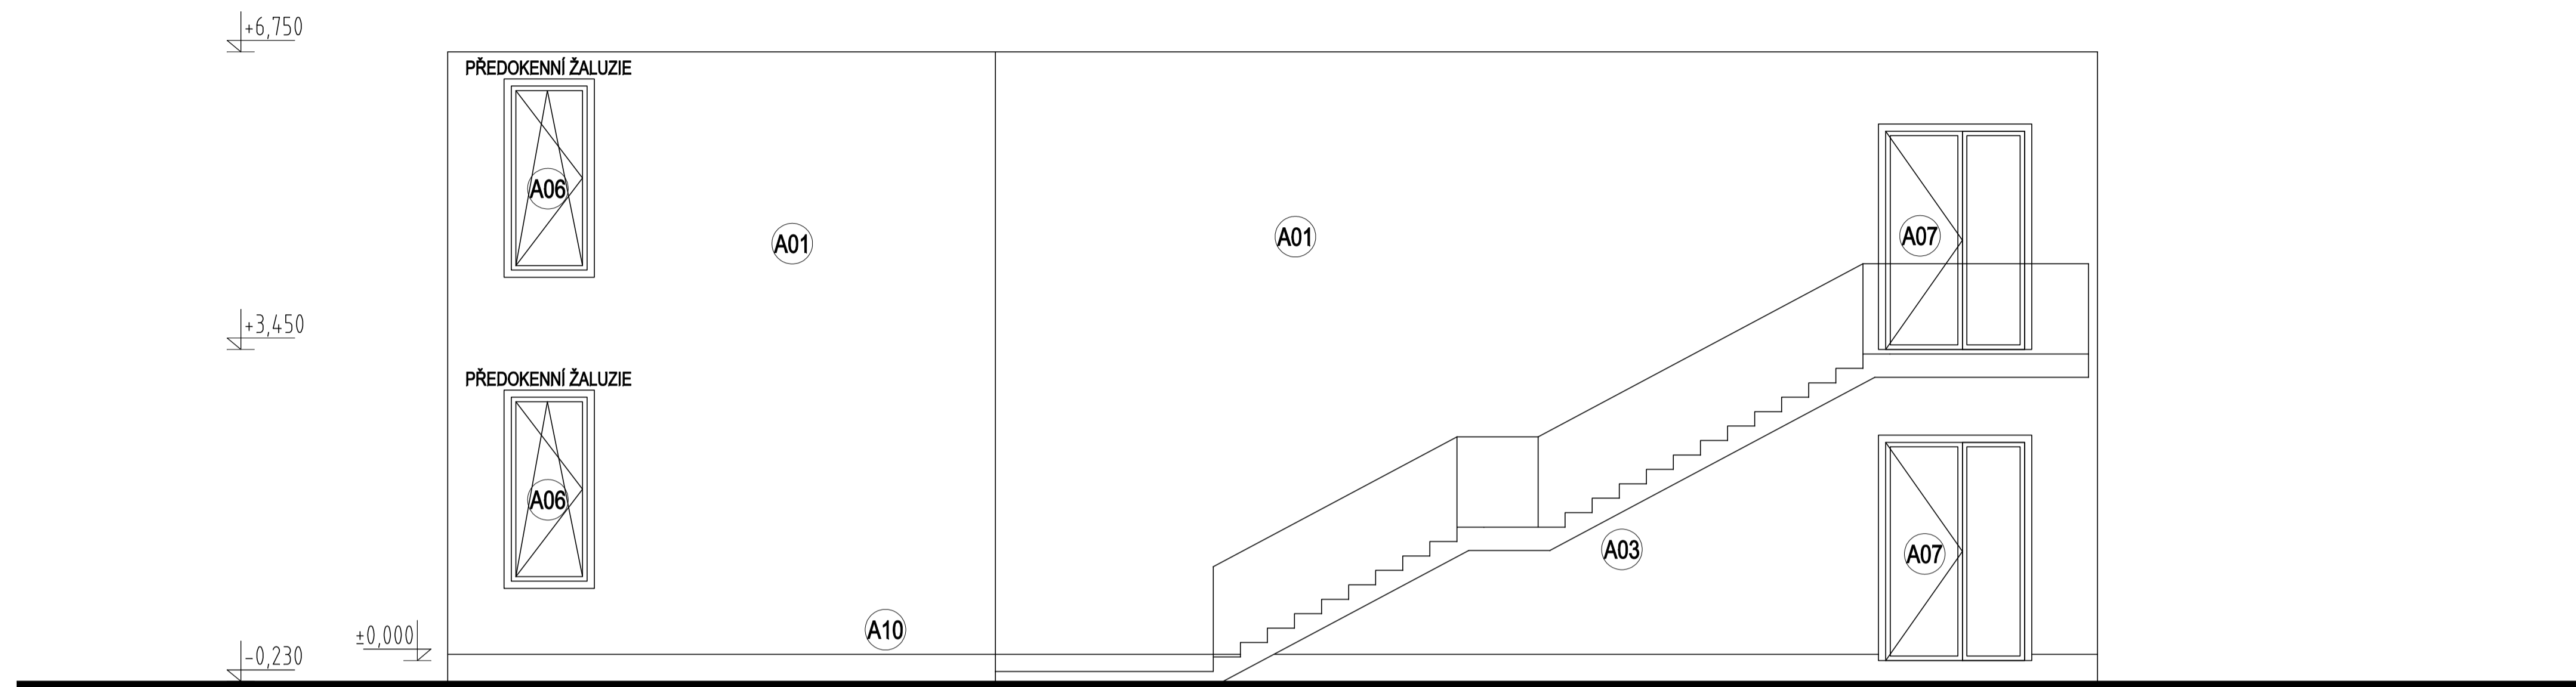 +6,750
PŘEDOKENNÍ ŽALUZIE
A06
A01
A01
A07
+3,450
PŘEDOKENNÍ ŽALUZIE
A06
A03
A07
A10
±0,000
-0,230